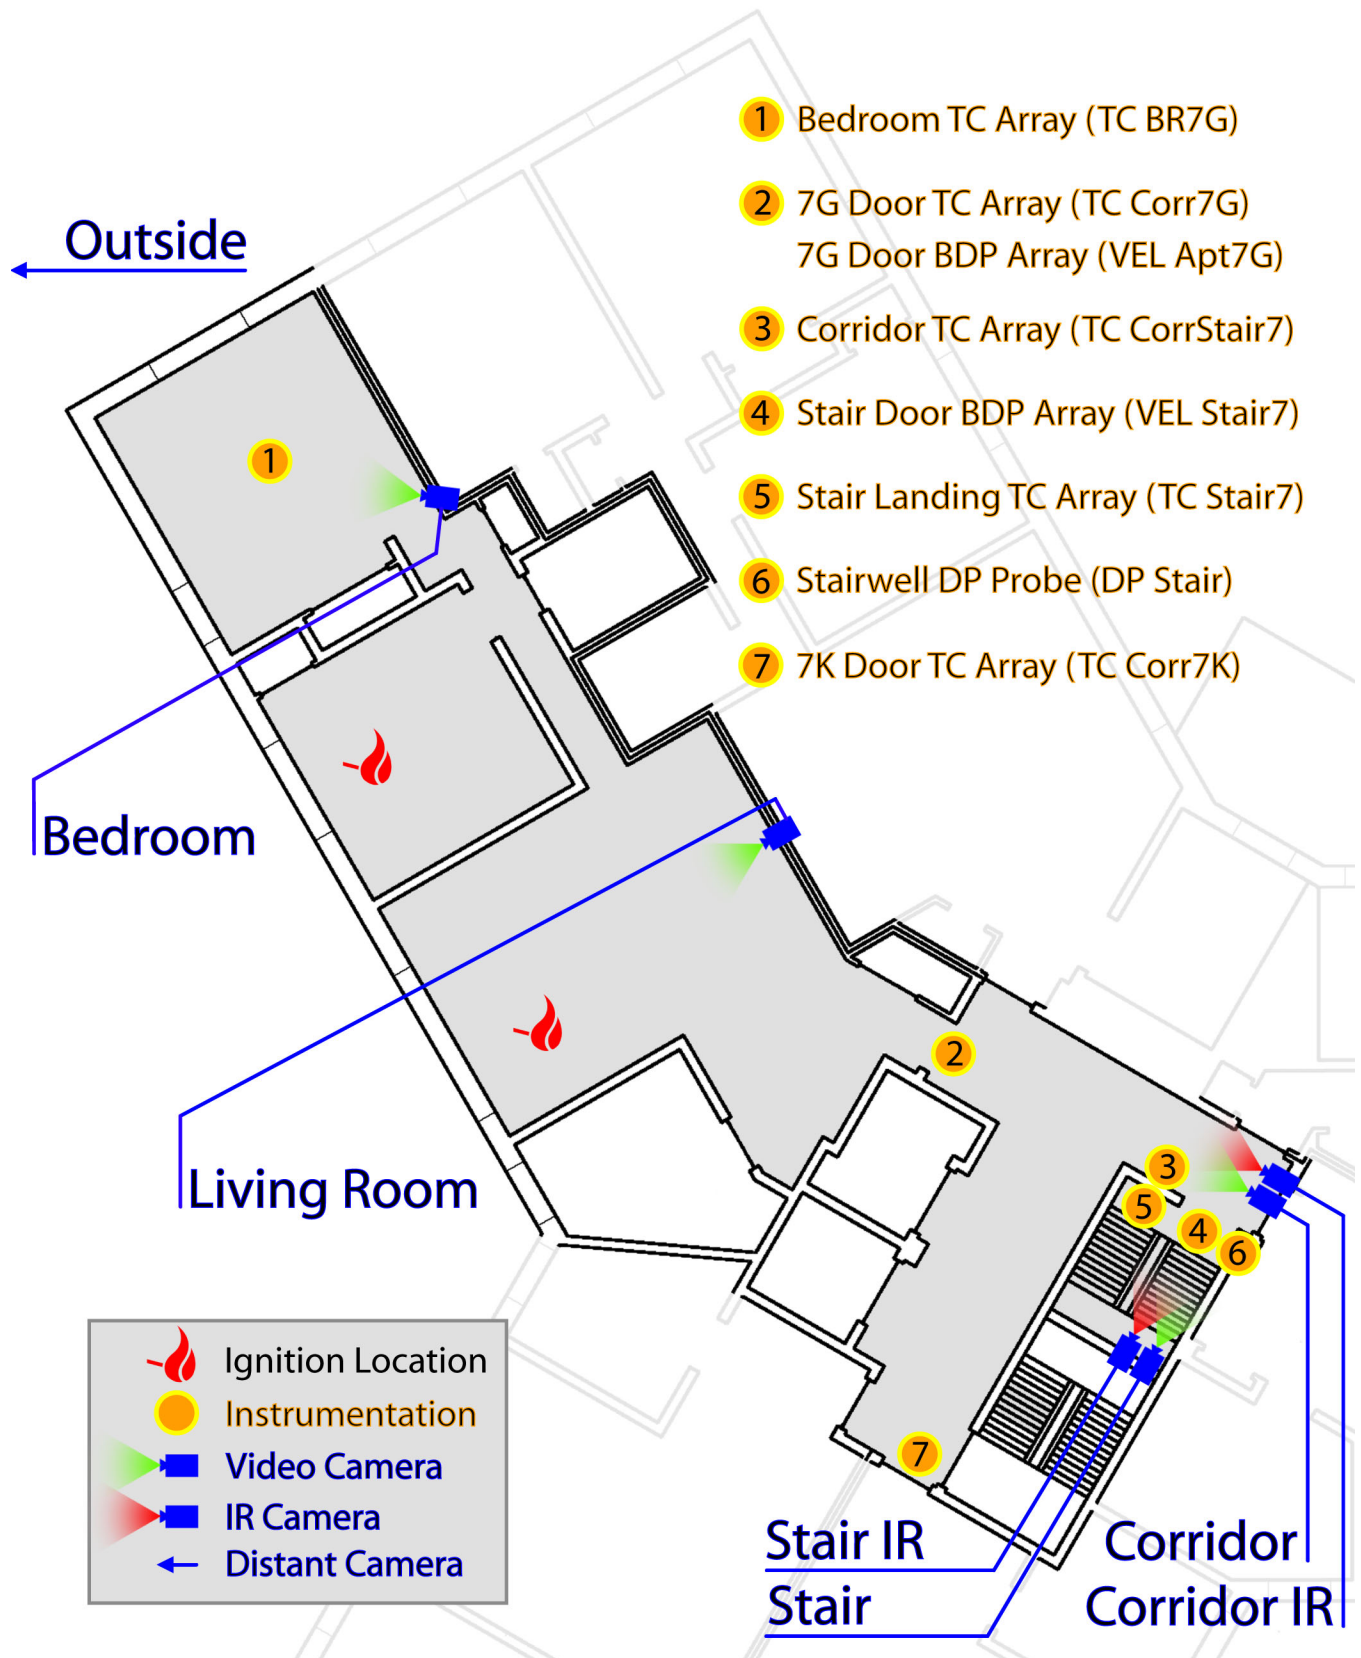 1 Bedroom TC Array (TC BR7G)
2 7G Door TC Array (TC Corr7G)
7G Door BDP Array (VEL Apt7G)
3 Corridor TC Array (TC CorrStair7)
4 Stair Door BDP Array (VEL Stair7)
5 Stair Landing TC Array (TC Stair7)
6 Stairwell DP Probe (DP Stair)
7 7K Door TC Array (TC Corr7K)
Outside
1
Bedroom
2
Living Room
3
5
4
6
7
Ignition Location
Instrumentation
Video Camera
IR Camera
Distant Camera
Stair IR
Stair
Corridor
Corridor IR